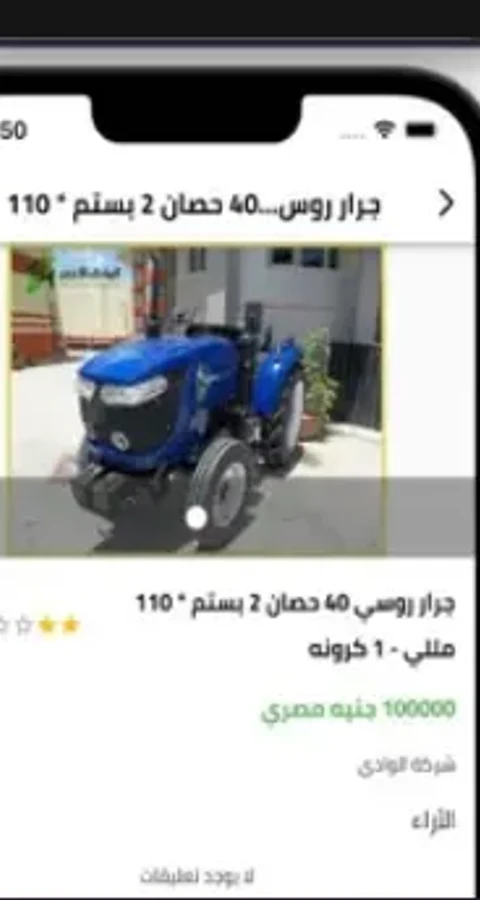 50
جرار روس...40 حصان 2 بستم * 110
جرار روسي 40 حصان 2 بستم * 110
مللي - 1 كرونه
100000 جنيه مصري
شركة الوادي
الآراء
لا يوجد تعليقات